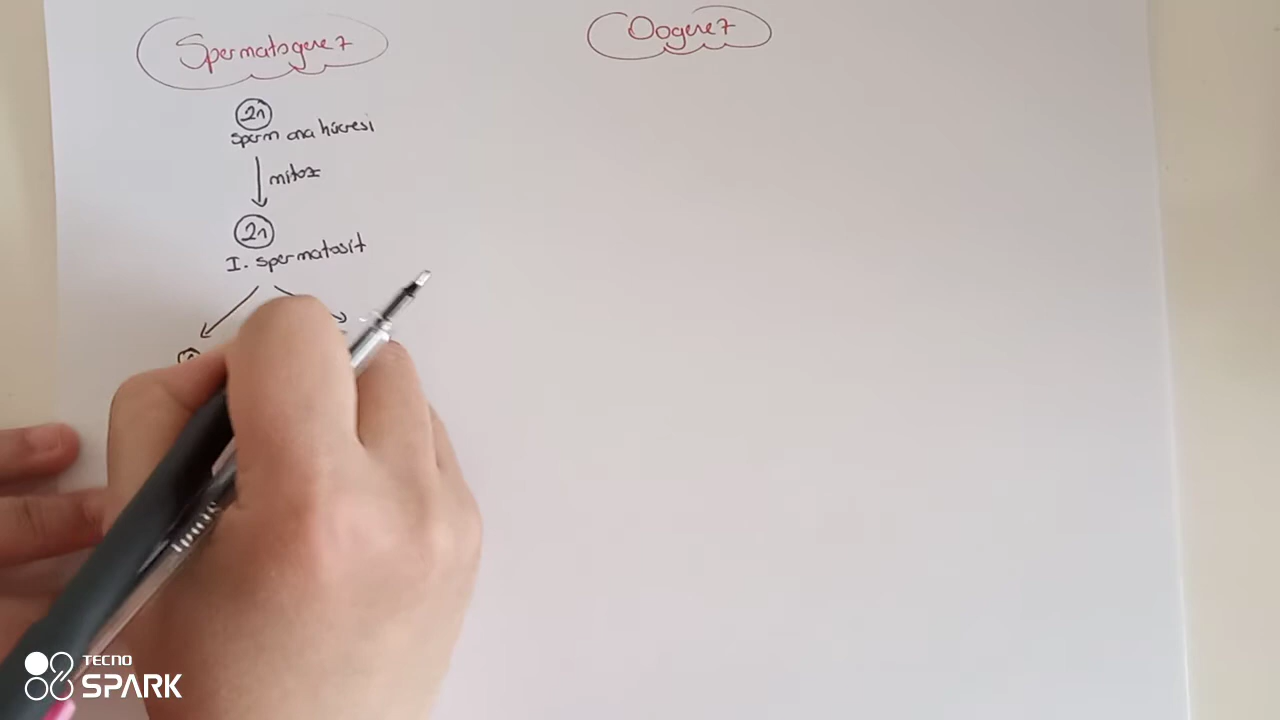 Spermatogenez
Oogenez
2n
sperm ana hücresi
mitoz
2n
I. spermatosit
TECNO
SPARK